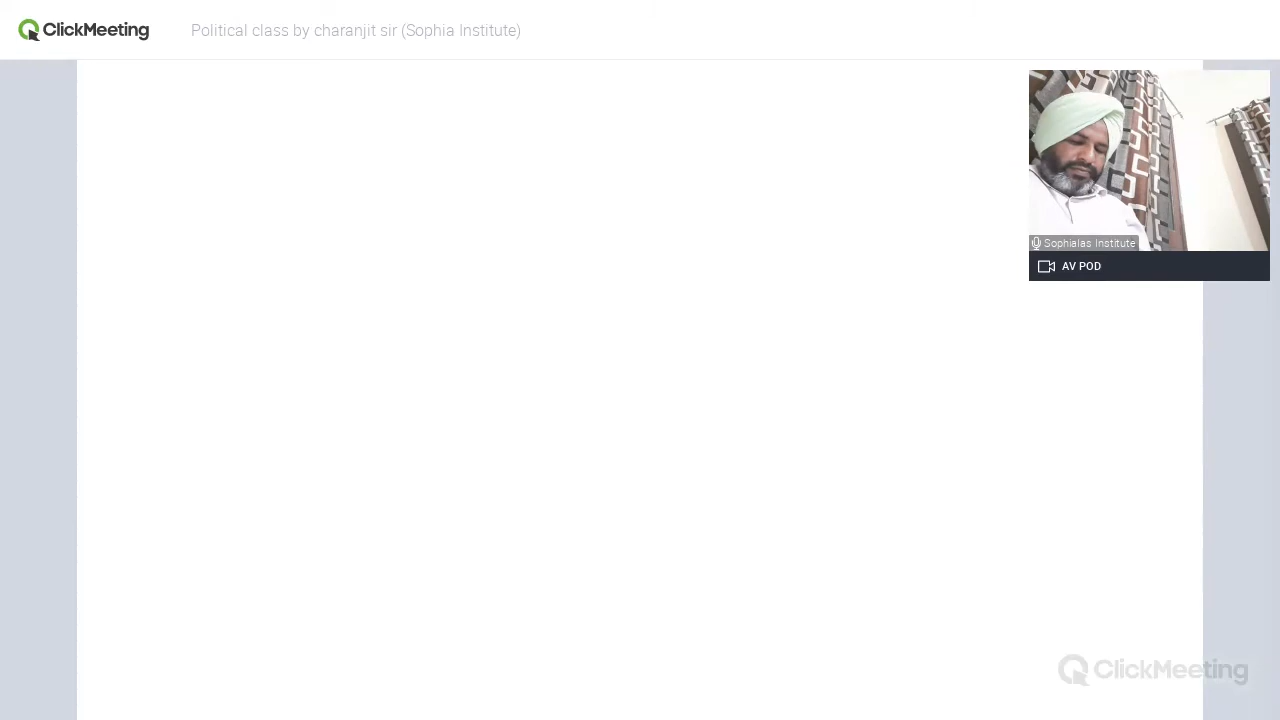 ClickMeeting
Political class by charanjit sir (Sophia Institute)
SophiaIas Institute
AV POD
ClickMeeting